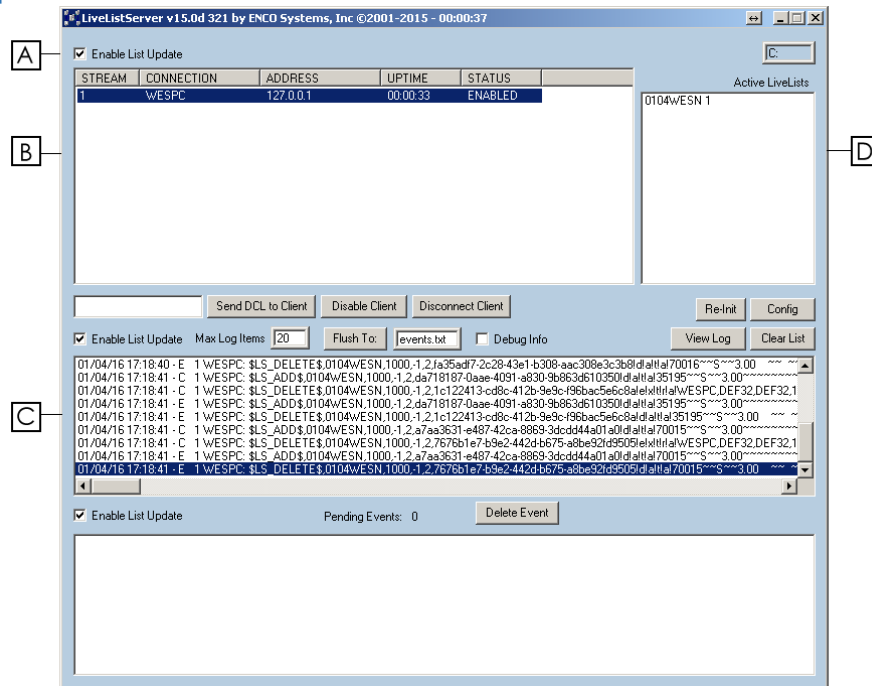 LiveListServer v15.0d 321 by ENCO Systems, Inc ©2001-2015 - 00:00:37
A
Enable List Update
C:
STREAM CONNECTION ADDRESS UPTIME STATUS
Active LiveLists
1 WESPC 127.0.0.1 00:00:33 ENABLED
0104WESN 1
B
D
Send DCL to Client Disable Client Disconnect Client
Re-Init Config
Enable List Update Max Log Items 20 Flush To: events.txt Debug Info View Log Clear List
01/04/16 17:18:40 - E 1 WESPC: $LS_DELETE$,0104WESN,1000,-1,2,fa35adf7-2c28-43e1-b308-aac308e3c3b8!d!a!t!a!70016~~S~~3.00 ~~ ~
01/04/16 17:18:41 - C 1 WESPC: $LS_ADD$,0104WESN,1000,-1,2,da718187-0aae-4091-a830-9b863d610350!d!a!t!a!35195~~S~~3.00~~~~~~~~
01/04/16 17:18:41 - C 1 WESPC: $LS_DELETE$,0104WESN,1000,-1,2,1c122413-cd8c-412b-9e9c-f96bac5e6c8a!e!x!t!r!a!WESPC,DEF32,DEF32,1
01/04/16 17:18:41 - E 1 WESPC: $LS_ADD$,0104WESN,1000,-1,2,da718187-0aae-4091-a830-9b863d610350!d!a!t!a!35195~~S~~3.00~~~~~~~~
01/04/16 17:18:41 - E 1 WESPC: $LS_DELETE$,0104WESN,1000,-1,2,1c122413-cd8c-412b-9e9c-f96bac5e6c8a!d!a!t!a!35195~~S~~3.00 ~~ ~
01/04/16 17:18:41 - C 1 WESPC: $LS_ADD$,0104WESN,1000,-1,2,a7aa3631-e487-42ca-8869-3dcdd44a01a0!d!a!t!a!70015~~S~~3.00~~~~~~~~
01/04/16 17:18:41 - C 1 WESPC: $LS_DELETE$,0104WESN,1000,-1,2,7676b1e7-b9e2-442d-b675-a8be92fd9505!e!x!t!r!a!WESPC,DEF32,DEF32,1
01/04/16 17:18:41 - E 1 WESPC: $LS_ADD$,0104WESN,1000,-1,2,a7aa3631-e487-42ca-8869-3dcdd44a01a0!d!a!t!a!70015~~S~~3.00~~~~~~~~
01/04/16 17:18:41 - E 1 WESPC: $LS_DELETE$,0104WESN,1000,-1,2,7676b1e7-b9e2-442d-b675-a8be92fd9505!d!a!t!a!70015~~S~~3.00 ~~ ~
C
Enable List Update Pending Events: 0 Delete Event